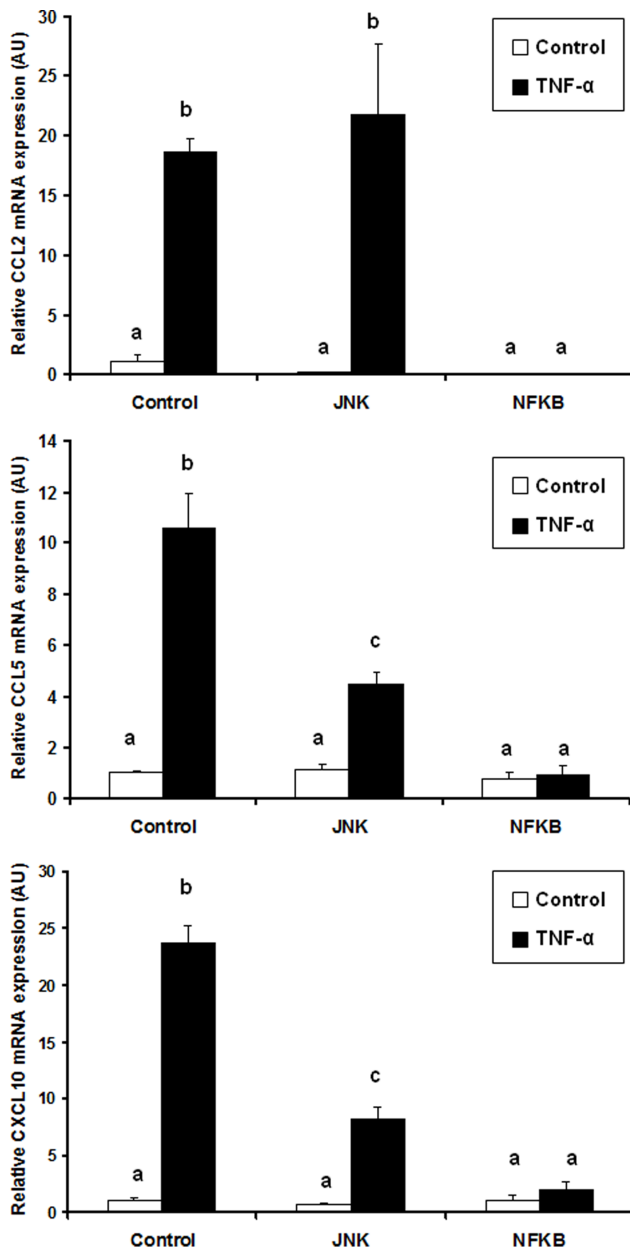 Relative CCL2 mRNA expression (AU)
30
25
20
15
10
5
0
Control
TNF-α
a
b
a
b
a
a
Control
JNK
NFKB
Relative CCL5 mRNA expression (AU)
14
12
10
8
6
4
2
0
Control
TNF-α
a
b
a
c
a
a
Control
JNK
NFKB
Relative CXCL10 mRNA expression (AU)
30
25
20
15
10
5
0
Control
TNF-α
a
b
a
c
a
a
Control
JNK
NFKB